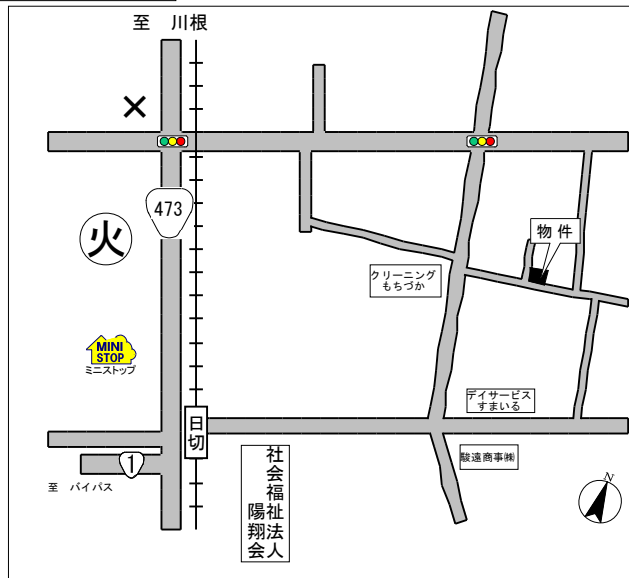 至 川根
473
火
物件
クリーニング
もちづか
MINI
STOP
ミニストップ
日切
デイサービス
すまいる
社会福祉法人
陽翔会
駿遠商事㈱
1
至 バイパス
N